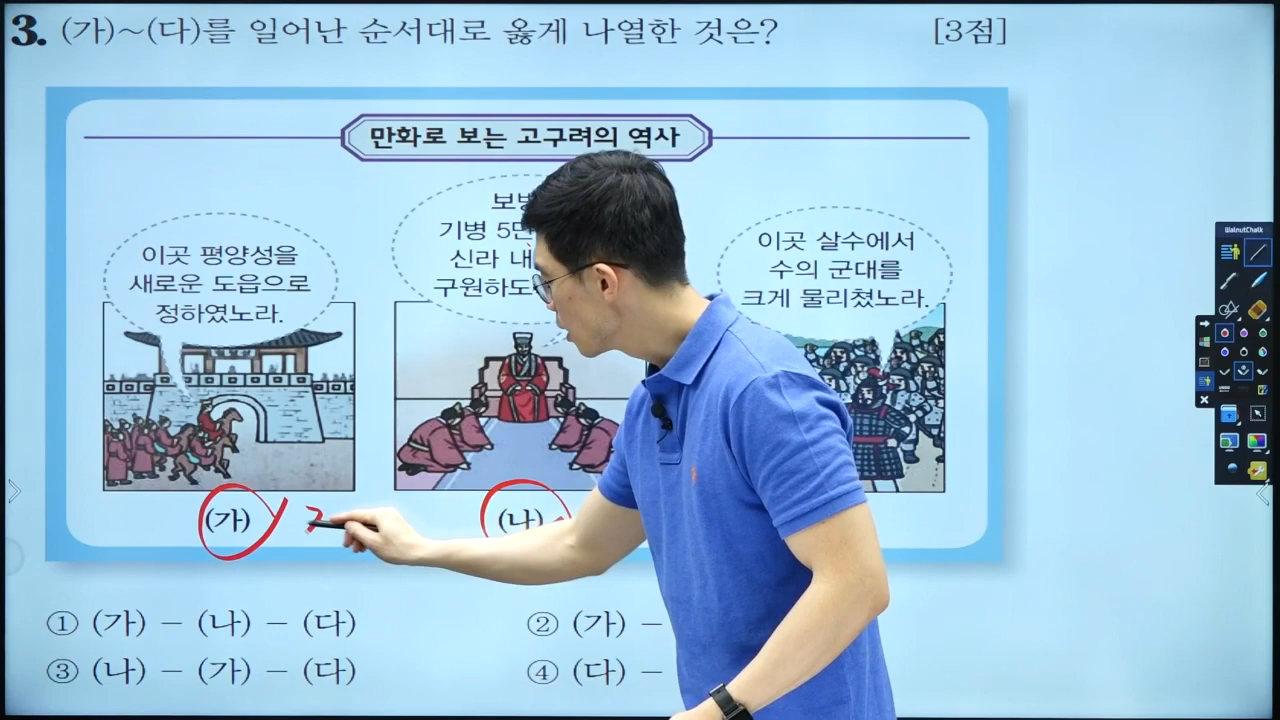 3. (가)~(다)를 일어난 순서대로 옳게 나열한 것은? [3점]
만화로 보는 고구려의 역사
이곳 평양성을
새로운 도읍으로
정하였노라.
기병 5만
신라 내
구원하도
이곳 살수에서
수의 군대를
크게 물리쳤노라.
(가)
(나)
① (가) - (나) - (다)
② (가) -
③ (나) - (가) - (다)
④ (다) -
WalnutChalk